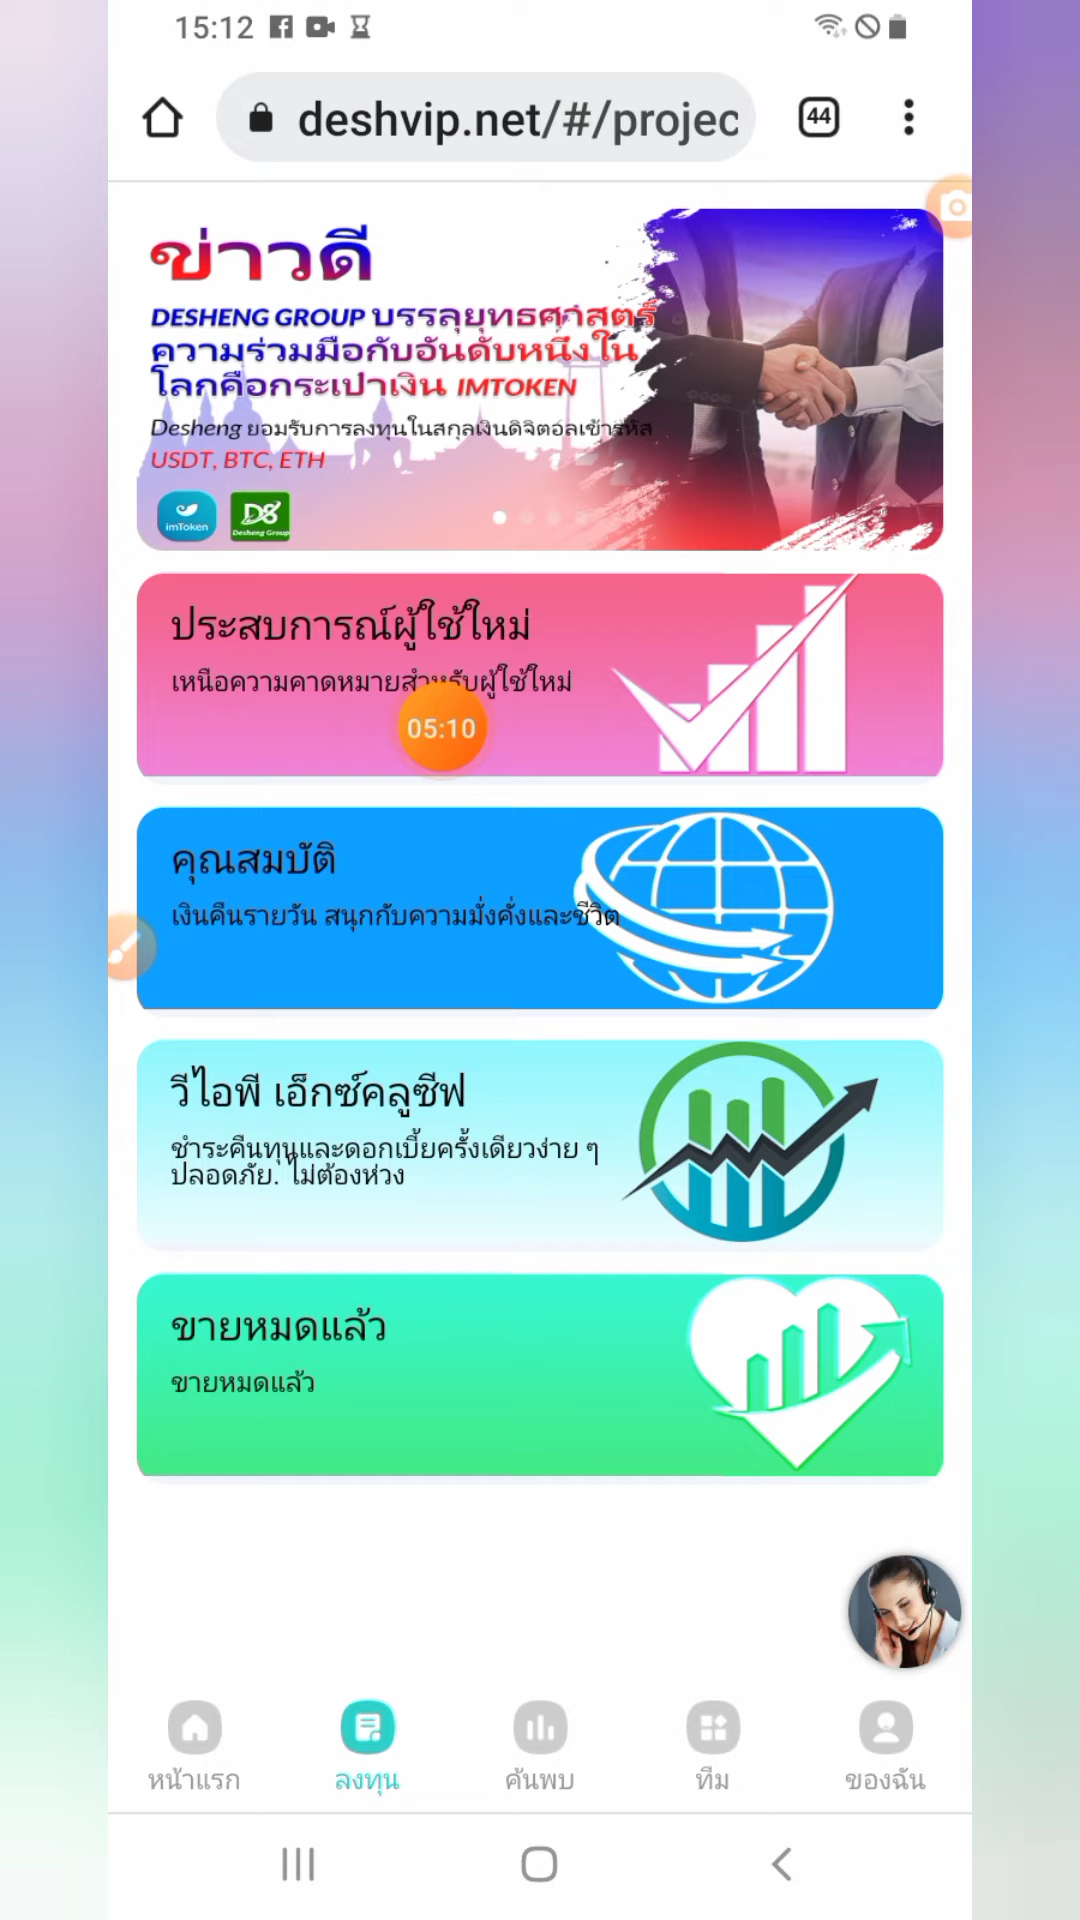 15:12
deshvip.net/#/projec
44
ข่าวดี
DESHENG GROUP บรรลุยุทธศาสตร์
ความร่วมมือกับอันดับหนึ่งใน
โลกคือกระเปาเงิน IMTOKEN
Desheng ยอมรับการลงทุนในสกุลเงินดิจิตอลเข้ารหัส
USDT, BTC, ETH
imToken
D8
Desheng Group
ประสบการณ์ผู้ใช้ใหม่
เหนือความคาดหมายสำหรับผู้ใช้ใหม่
05:10
คุณสมบัติ
เงินคืนรายวัน สนุกกับความมั่งคั่งและชีวิต
วีไอพี เอ็กซ์คลูซีฟ
ชำระคืนทุนและดอกเบี้ยครั้งเดียวง่าย ๆ
ปลอดภัย. ไม่ต้องห่วง
ขายหมดแล้ว
ขายหมดแล้ว
หน้าแรก
ลงทุน
ค้นพบ
ทีม
ของฉัน